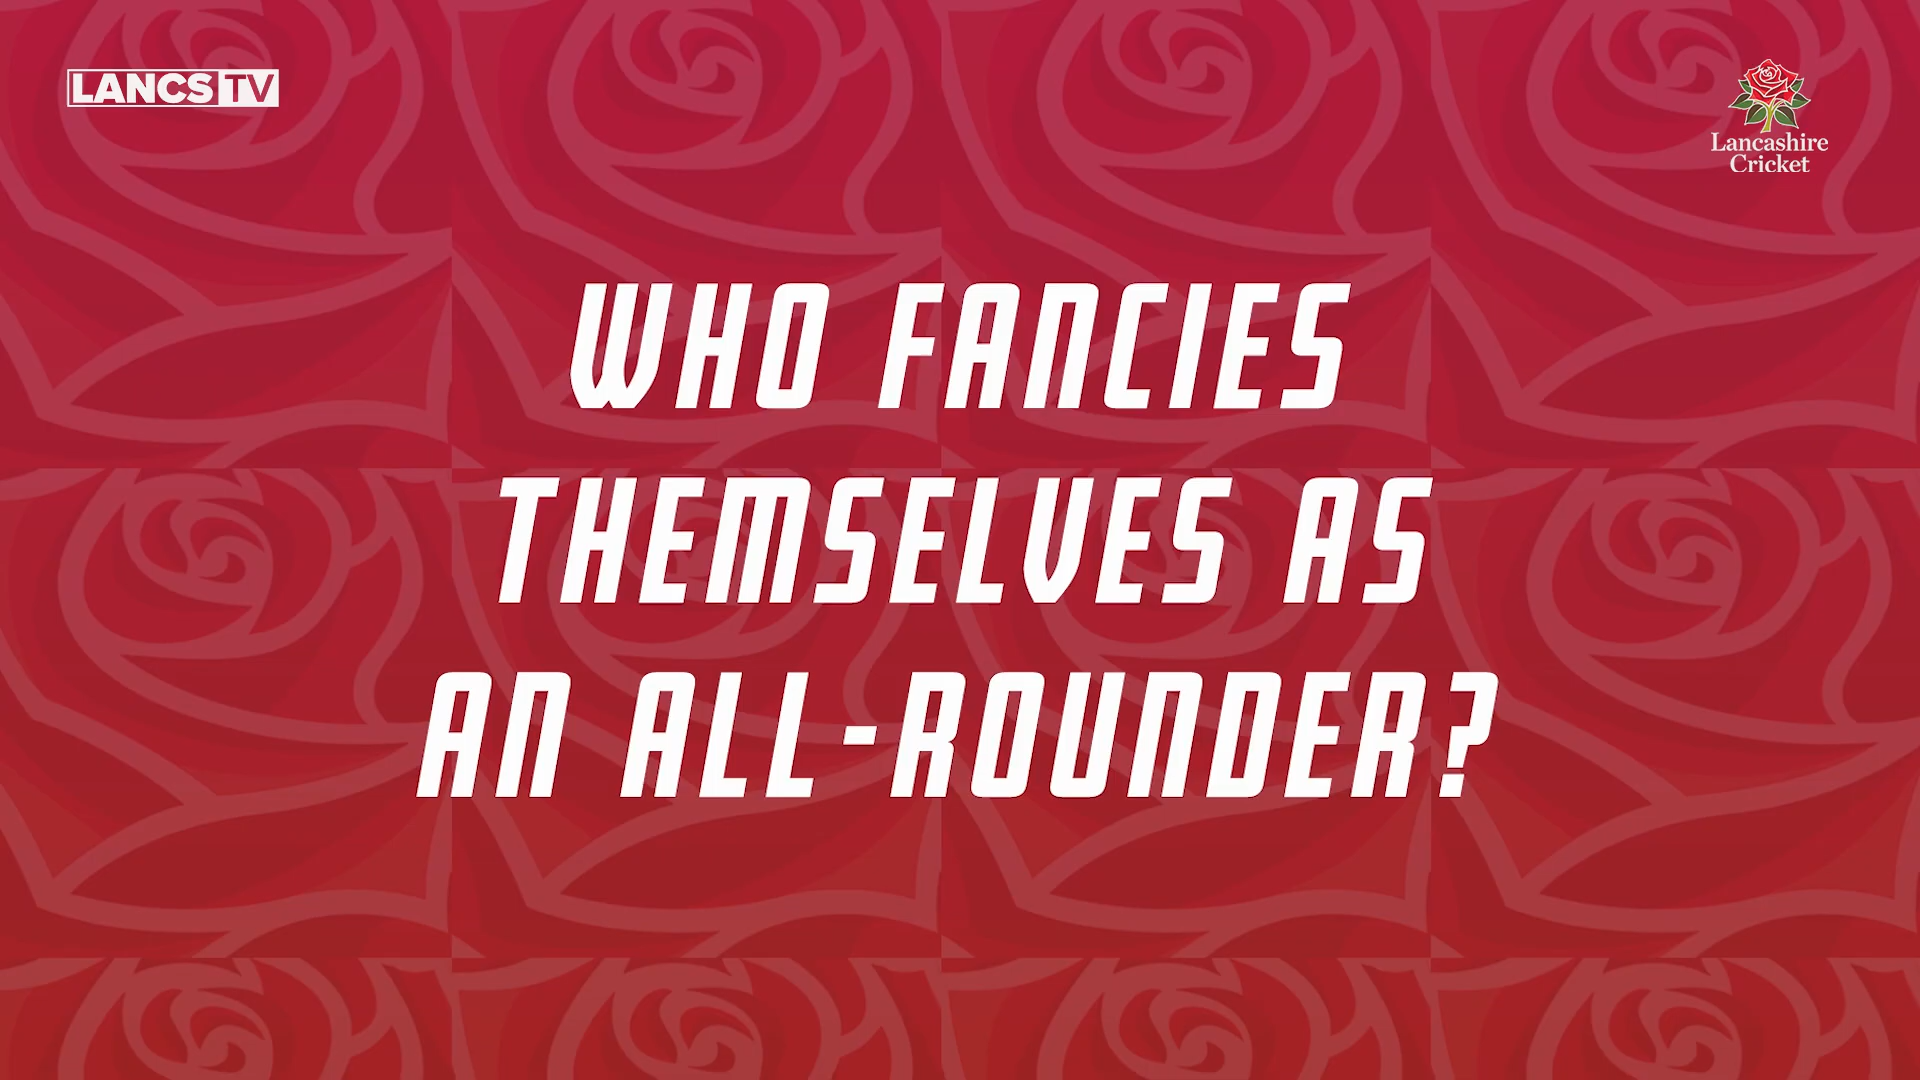 LANCS TV
Lancashire
Cricket
WHO FANCIES
THEMSELVES AS
AN ALL-ROUNDER?